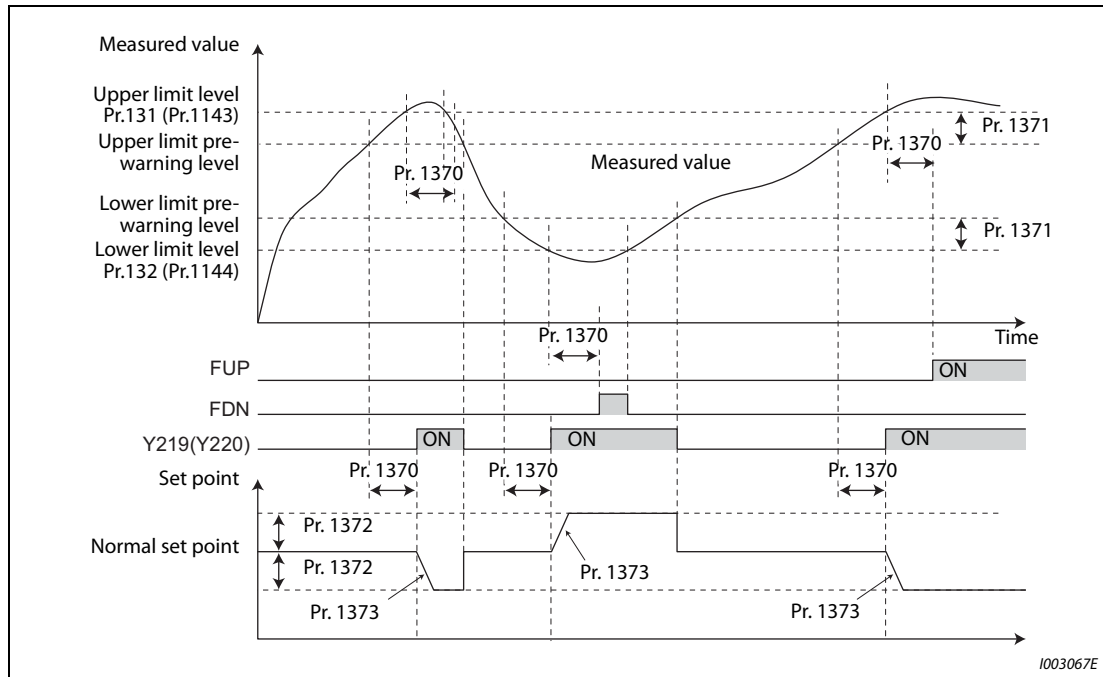 Measured value
Upper limit level
Pr.131 (Pr.1143)
Upper limit pre-
warning level
Pr. 1370
Measured value
Pr. 1370
Pr. 1371
Lower limit pre-
warning level
Lower limit level
Pr.132 (Pr.1144)
Pr. 1371
Pr. 1370
Time
FUP
ON
FDN
Y219(Y220)
ON
ON
ON
Pr. 1370
Pr. 1370
Pr. 1370
Set point
Pr. 1372
Normal set point
Pr. 1372
Pr. 1373
Pr. 1373
Pr. 1373
I003067E